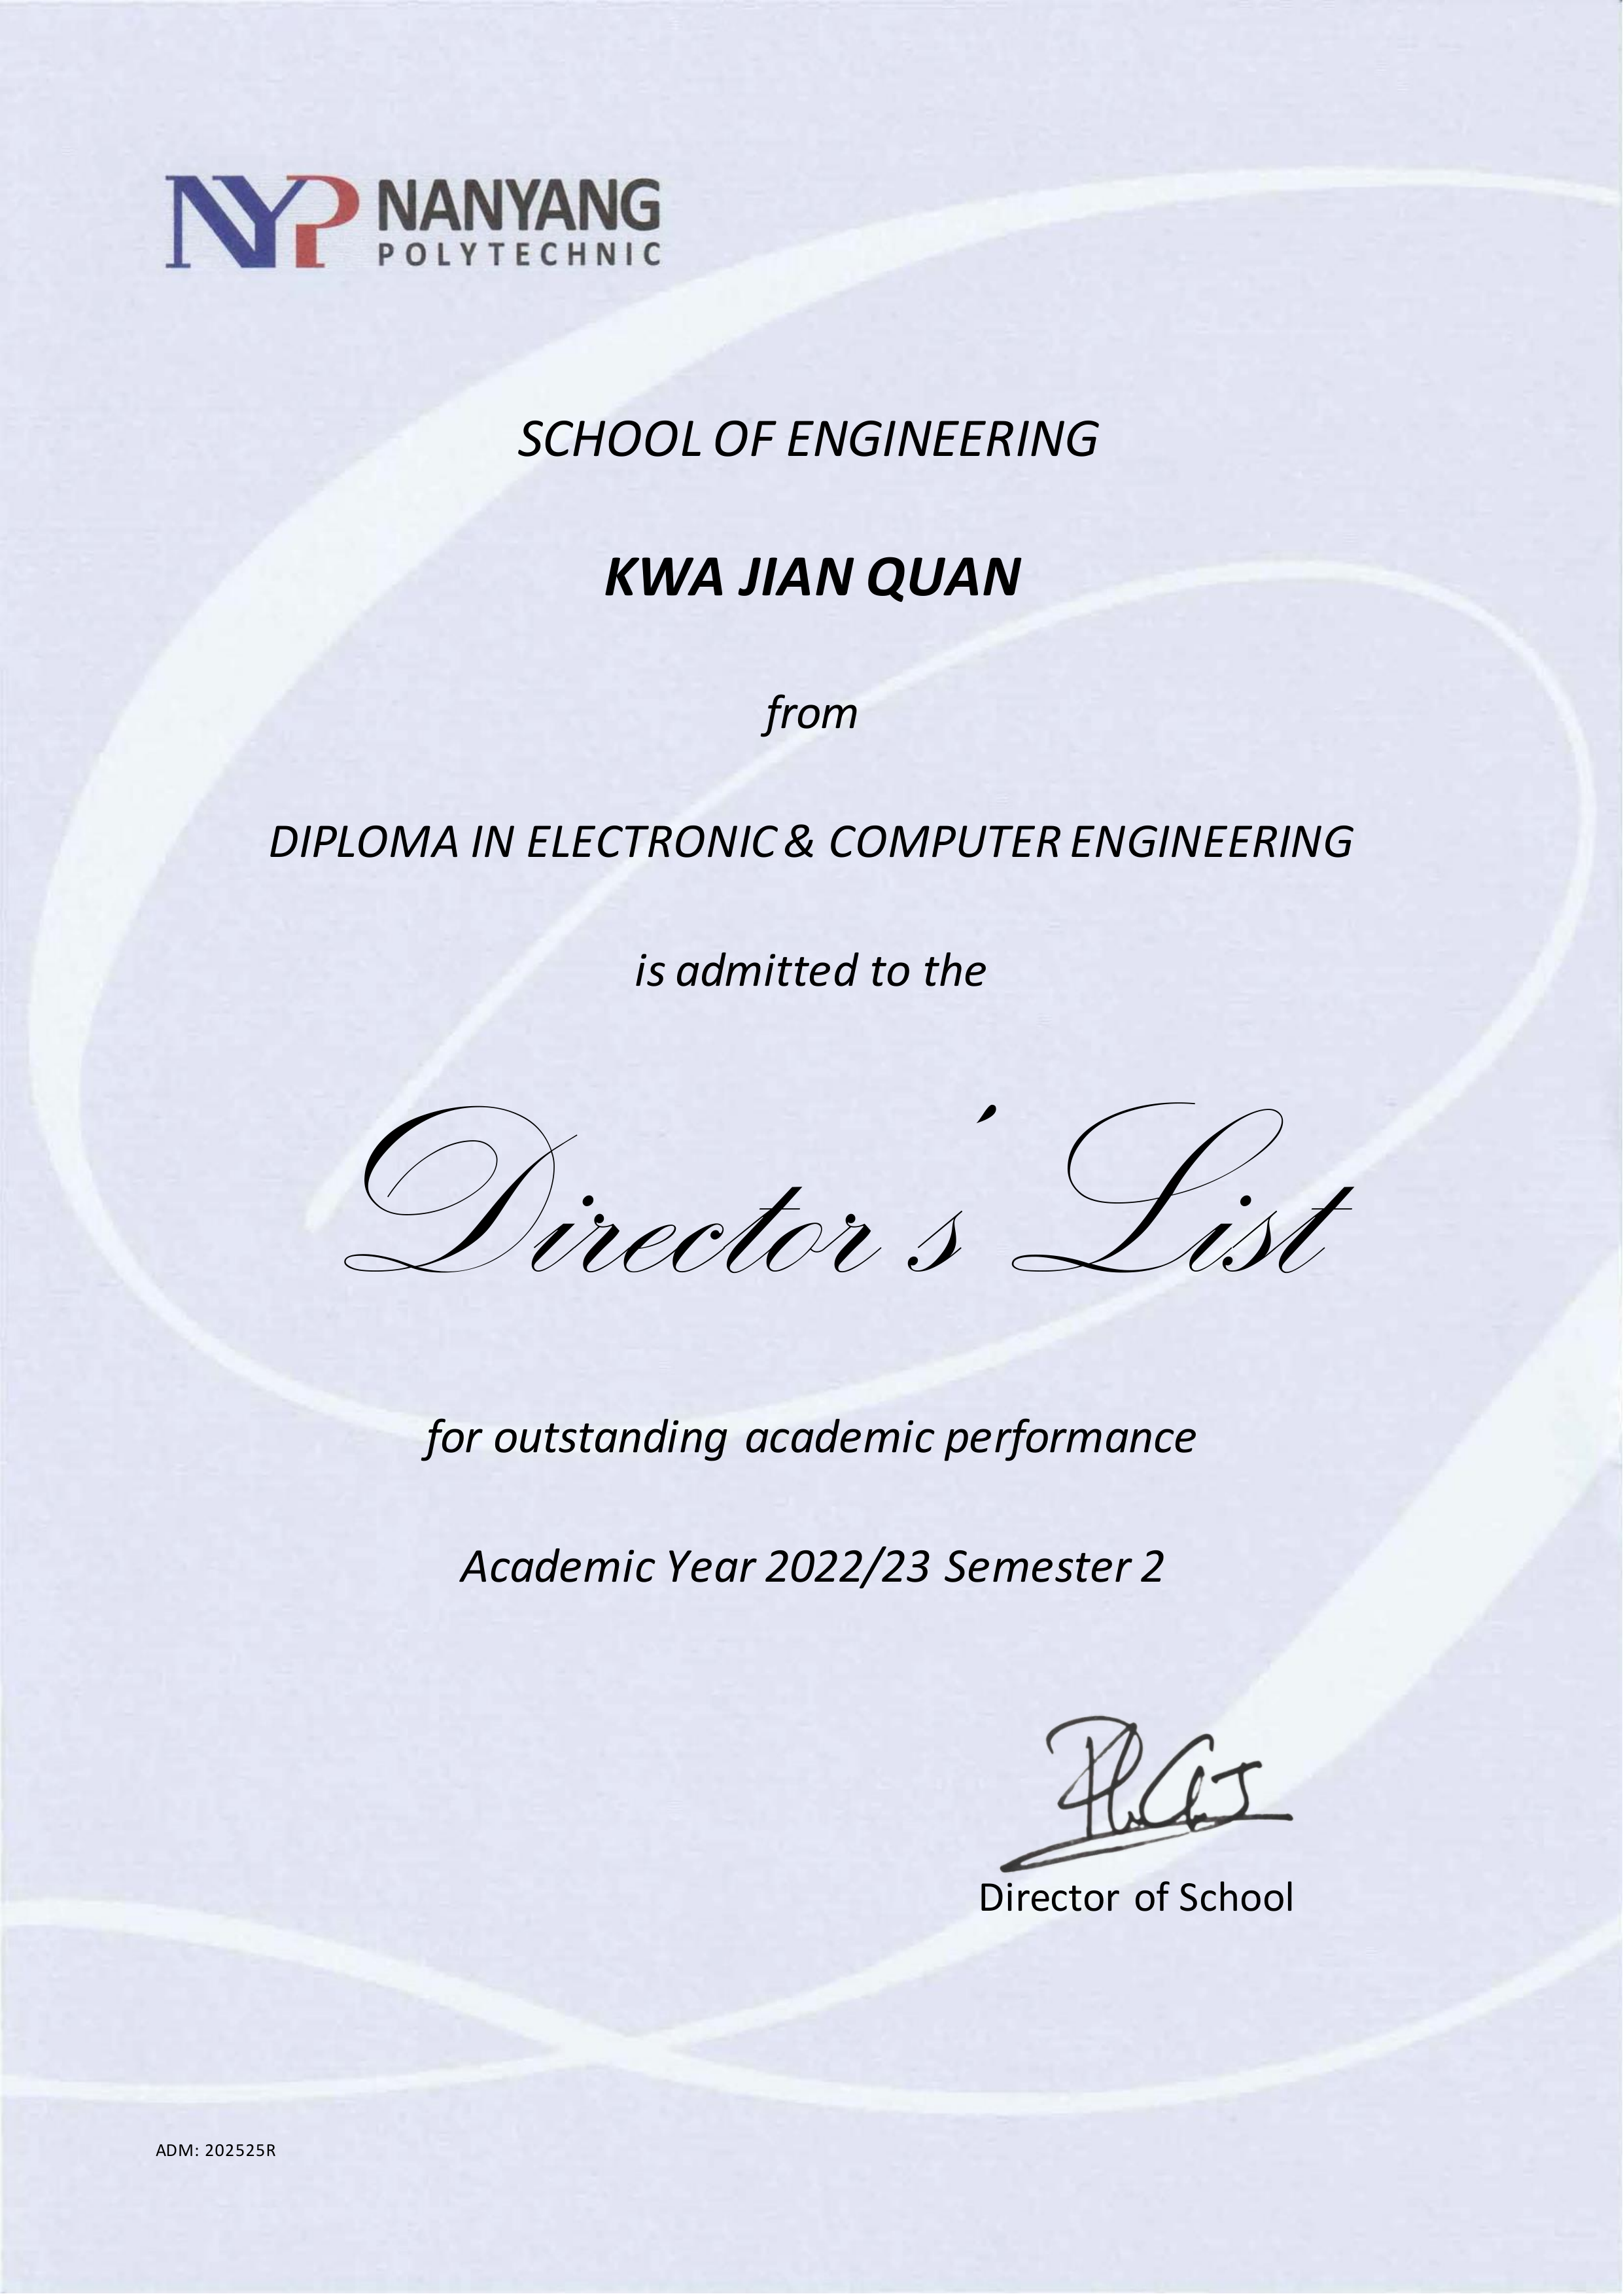 NYP NANYANG
POLYTECHNIC
SCHOOL OF ENGINEERING
KWA JIAN QUAN
from
DIPLOMA IN ELECTRONIC & COMPUTER ENGINEERING
is admitted to the
Director's List
for outstanding academic performance
Academic Year 2022/23 Semester 2
Director of School
ADM: 202525R